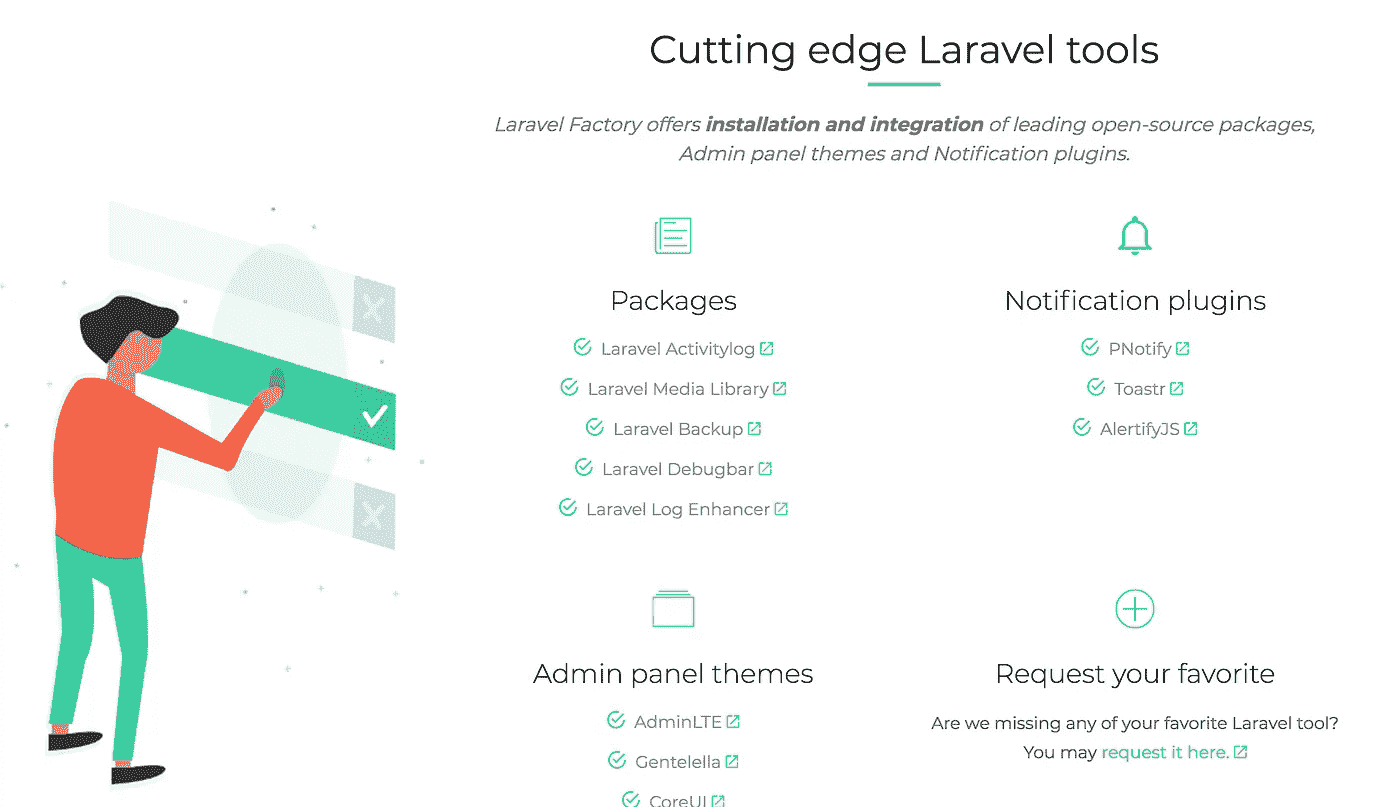 Cutting edge Laravel tools
Laravel Factory offers installation and integration of leading open-source packages,
Admin panel themes and Notification plugins.
Packages
Laravel Activitylog
Laravel Media Library
Laravel Backup
Laravel Debugbar
Laravel Log Enhancer
Notification plugins
PNotify
Toastr
AlertifyJS
Admin panel themes
AdminLTE
Gentelella
CoreUI
Request your favorite
Are we missing any of your favorite Laravel tool?
You may request it here.